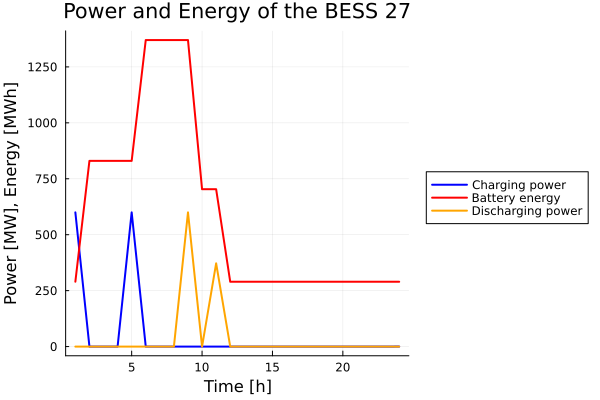 Power and Energy of the BESS 27
Power [MW], Energy [MWh]
1250
1000
750
500
250
0
5
10
15
20
Time [h]
Charging power
Battery energy
Discharging power